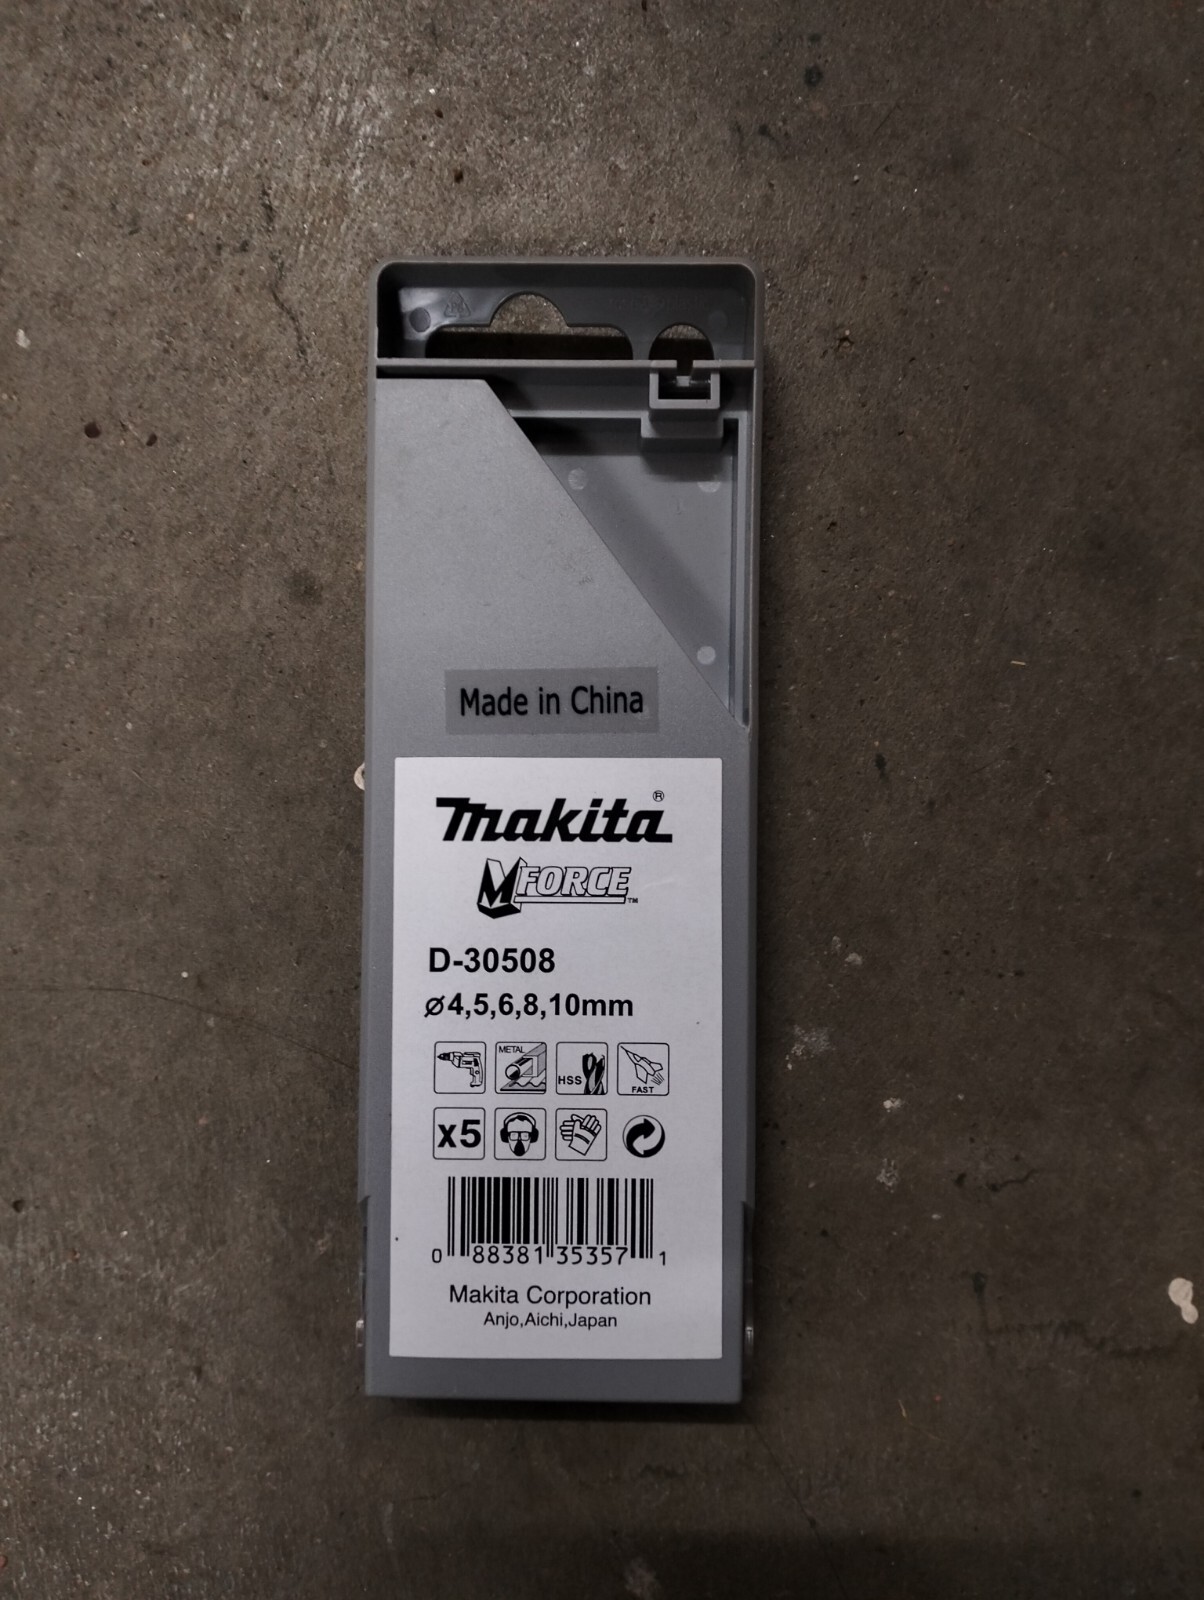 Made in China
makita®
M FORCE™
D-30508
⌀4,5,6,8,10mm
METAL
HSS
FAST
x5
0 88381 35357 1
Makita Corporation
Anjo,Aichi,Japan